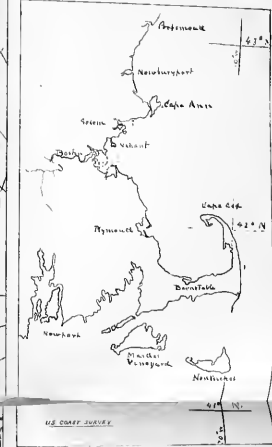 Portsmouth
43° N
Newburyport
Cape Ann
Salem
Nahant
Boston
Cape Cod
42° N
Plymouth
Barnstable
Newport
Marthas
Vineyard
Nantucket
41° N.
US COAST SURVEY